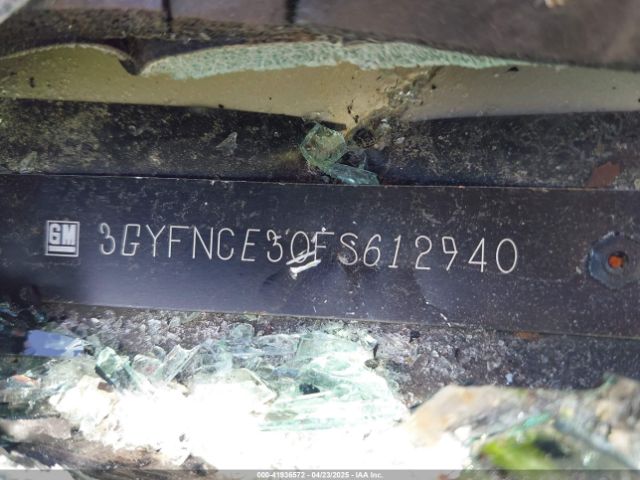 GM 3GYFNCE30FS612940
000-41936572 - 04/23/2025 - IAA Inc.